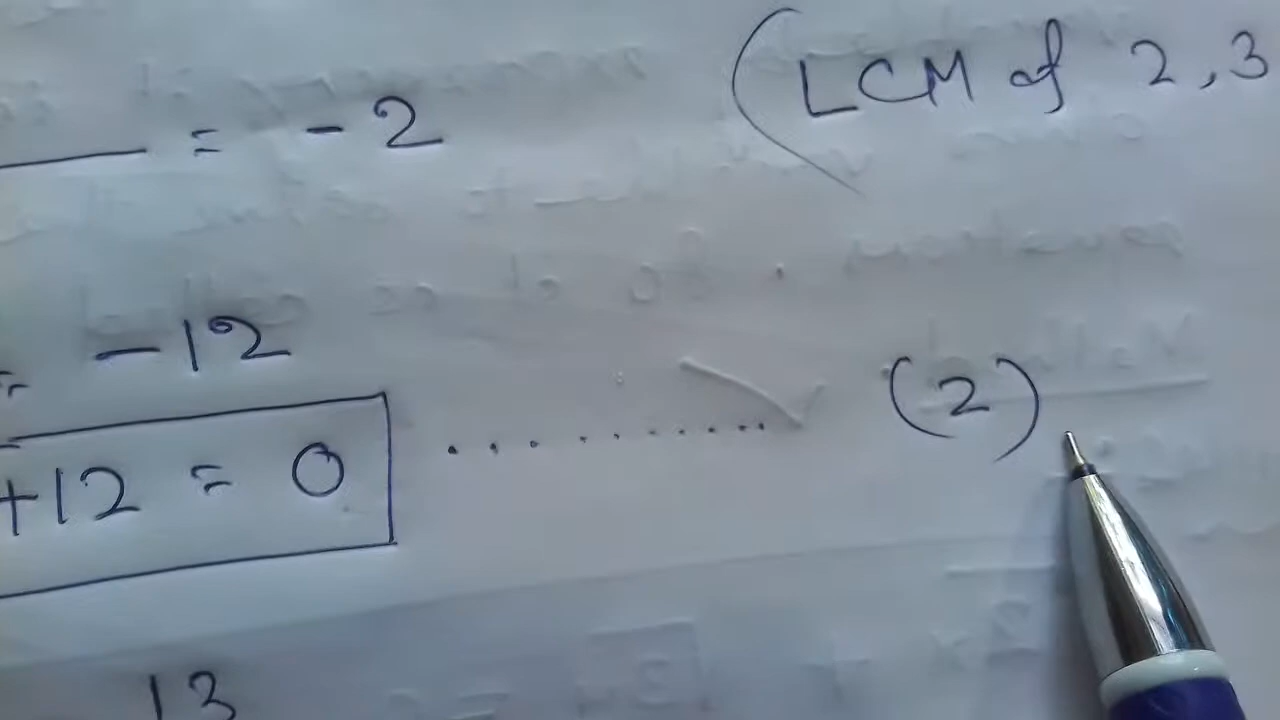 = -2 (LCM of 2, 3
= -12
+12 = 0 ........... (2)
13